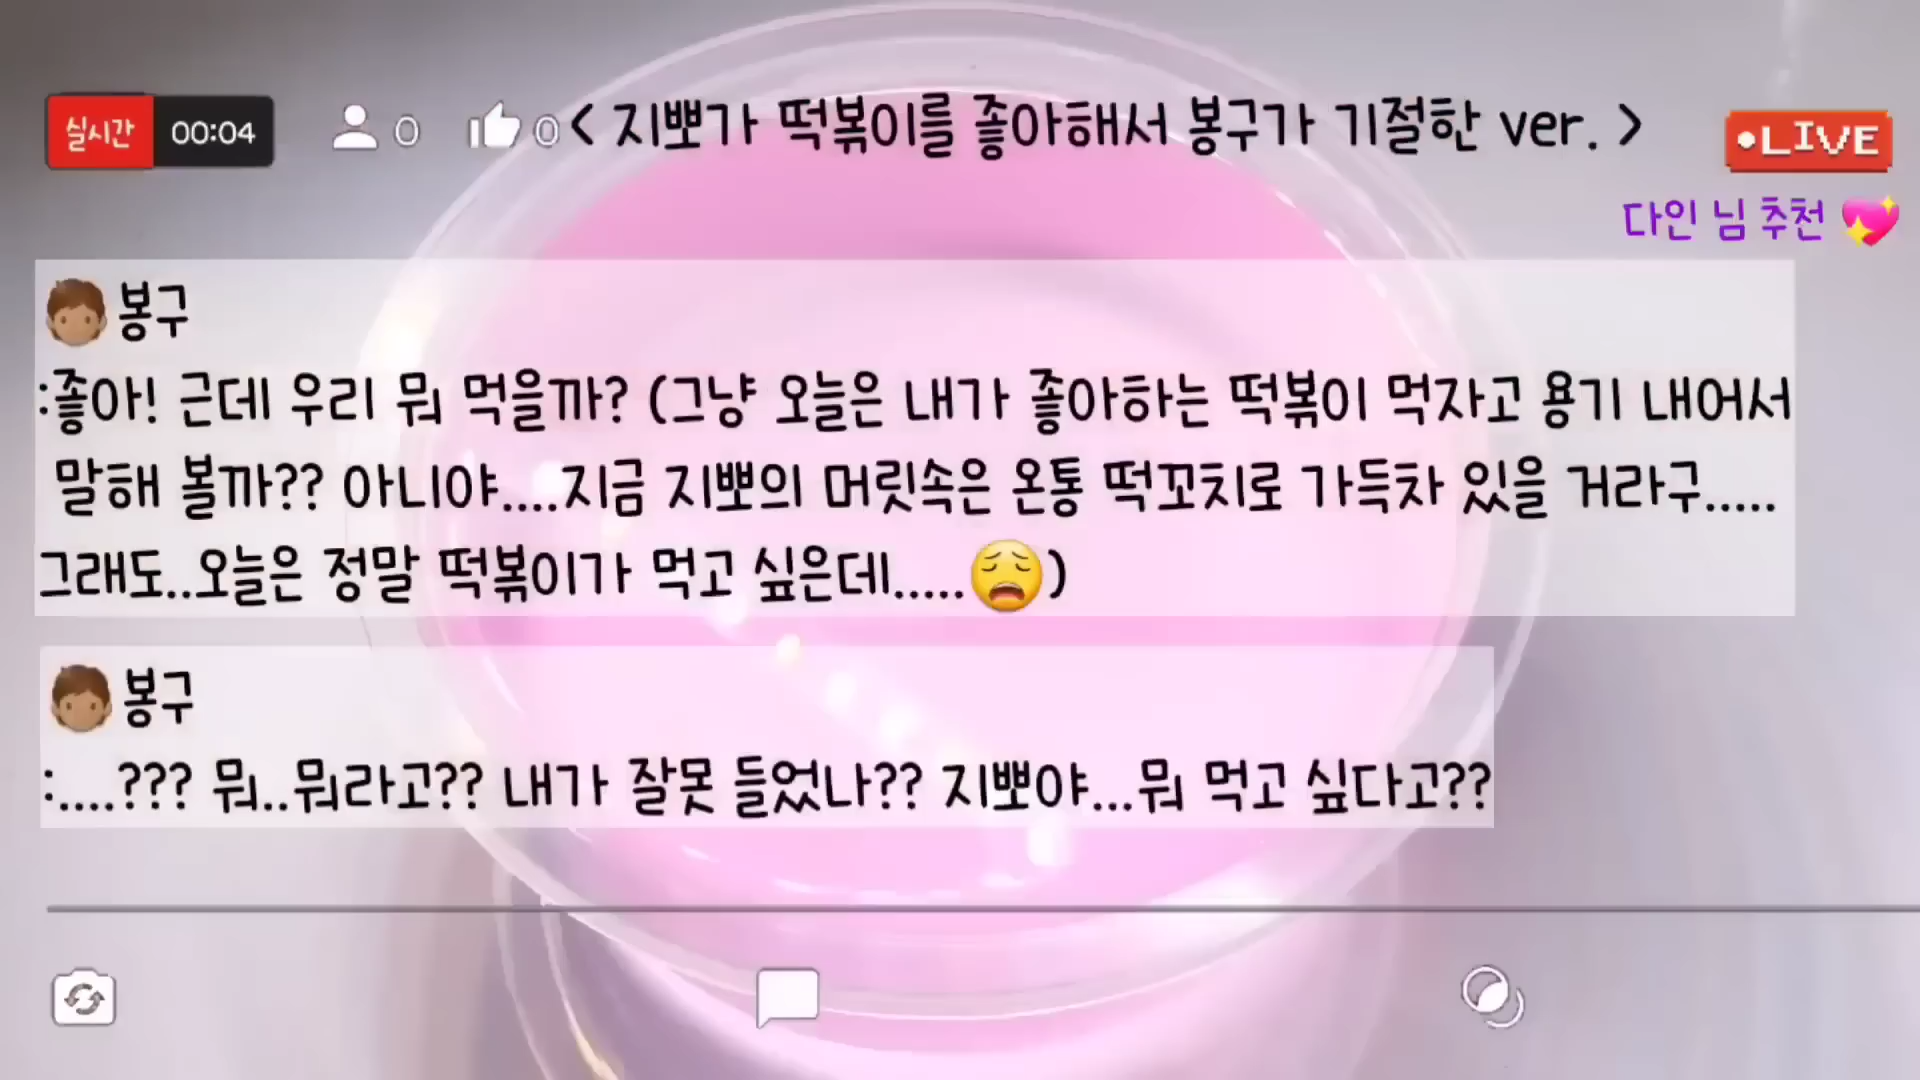 실시간 00:04 0 0 < 지뽀가 떡볶이를 좋아해서 봉구가 기절한 ver. > •LIVE
다인 님 추천 💖
봉구
:좋아! 근데 우리 뭐 먹을까? (그냥 오늘은 내가 좋아하는 떡볶이 먹자고 용기 내어서
말해 볼까?? 아니야....지금 지뽀의 머릿속은 온통 떡꼬치로 가득차 있을 거라구.....
그래도..오늘은 정말 떡볶이가 먹고 싶은데.....😩)
봉구
:....??? 뭐..뭐라고?? 내가 잘못 들었나?? 지뽀야...뭐 먹고 싶다고??